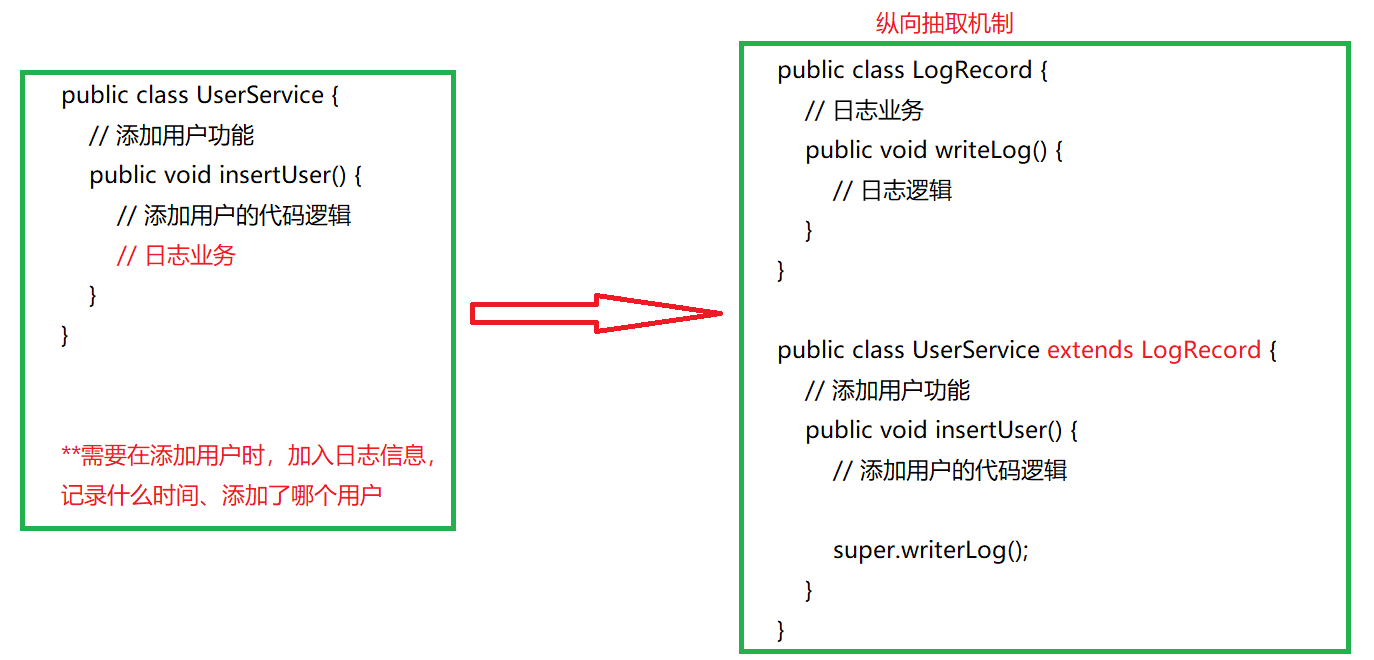 public class UserService {
// 添加用户功能
public void insertUser() {
// 添加用户的代码逻辑
// 日志业务
}
}
**需要在添加用户时，加入日志信息，
记录什么时间、添加了哪个用户
纵向抽取机制
public class LogRecord {
// 日志业务
public void writeLog() {
// 日志逻辑
}
}
public class UserService extends LogRecord {
// 添加用户功能
public void insertUser() {
// 添加用户的代码逻辑
super.writerLog();
}
}